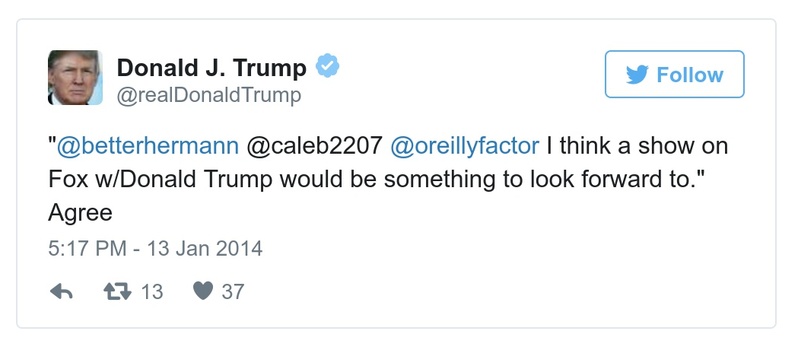 Donald J. Trump
@realDonaldTrump
Follow
"@betterhermann @caleb2207 @oreillyfactor I think a show on
Fox w/Donald Trump would be something to look forward to."
Agree
5:17 PM - 13 Jan 2014
13 37